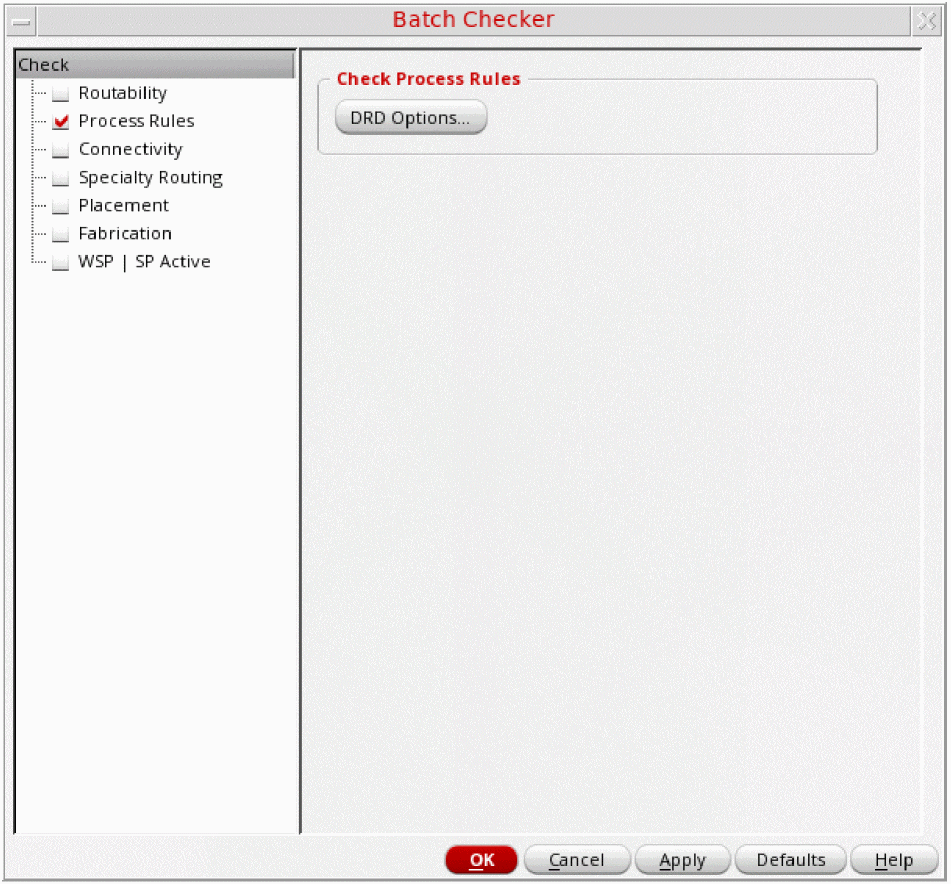 Batch Checker
Check
Routability
Process Rules
Connectivity
Specialty Routing
Placement
Fabrication
WSP | SP Active
Check Process Rules
DRD Options...
OK Cancel Apply Defaults Help